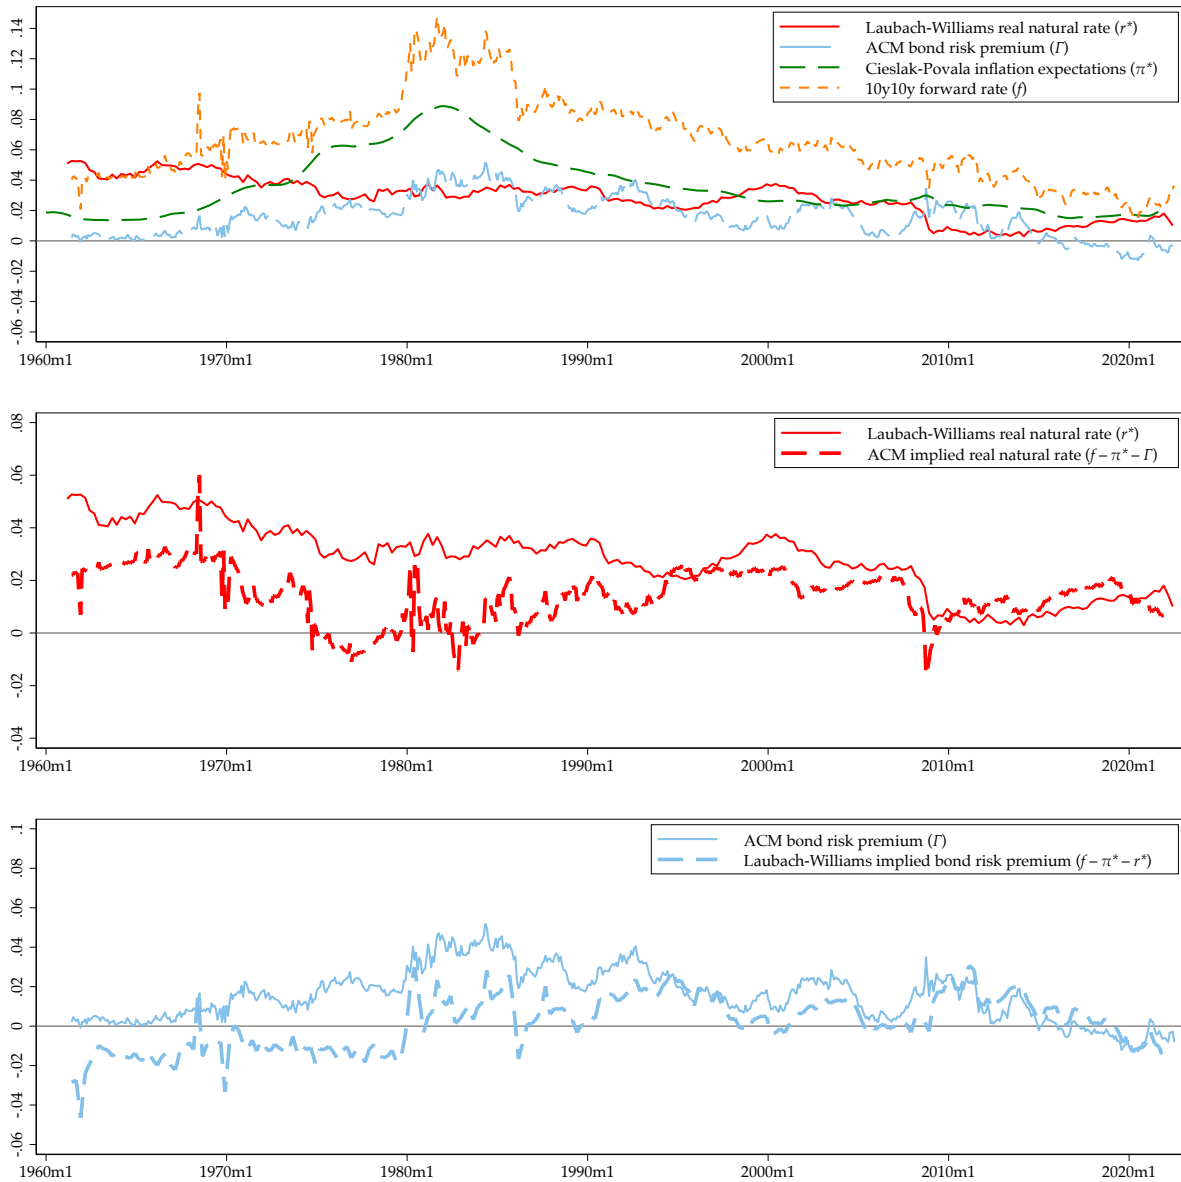 Laubach-Williams real natural rate (r*)
ACM bond risk premium (Γ)
Cieslak-Povala inflation expectations (π*)
10y10y forward rate (f)
.14
.12
.1
.08
.06
.04
.02
0
-.02
-.04
-.06
1960m1 1970m1 1980m1 1990m1 2000m1 2010m1 2020m1
Laubach-Williams real natural rate (r*)
ACM implied real natural rate (f – π* – Γ)
.08
.06
.04
.02
0
-.02
-.04
1960m1 1970m1 1980m1 1990m1 2000m1 2010m1 2020m1
ACM bond risk premium (Γ)
Laubach-Williams implied bond risk premium (f – π* – r*)
.1
.08
.06
.04
.02
0
-.02
-.04
-.06
1960m1 1970m1 1980m1 1990m1 2000m1 2010m1 2020m1